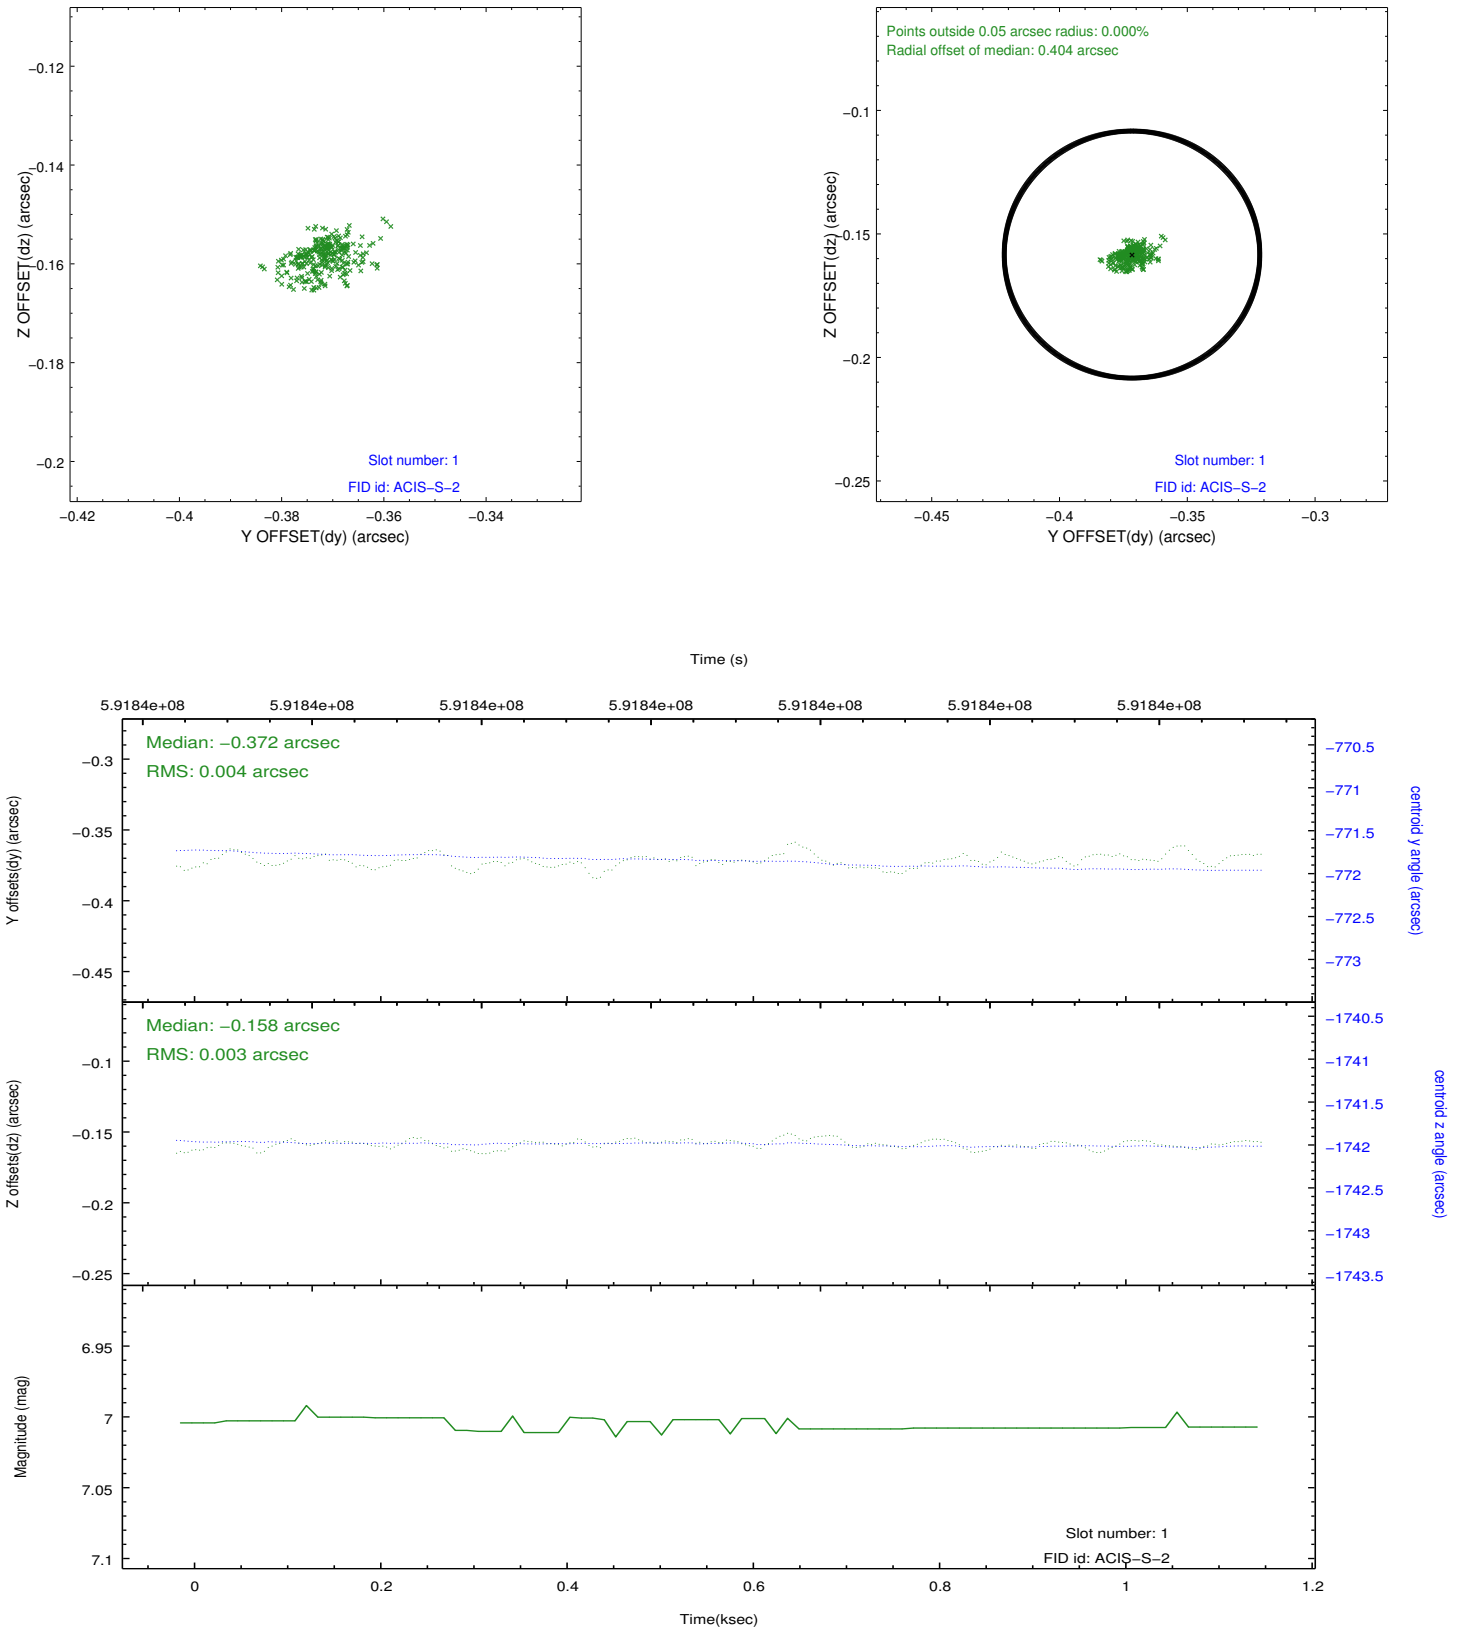 −0.12
−0.14
−0.16
−0.18
−0.2
Z OFFSET(dz) (arcsec)
Slot number: 1
FID id: ACIS−S−2
−0.42 −0.4 −0.38 −0.36 −0.34
Y OFFSET(dy) (arcsec)
Points outside 0.05 arcsec radius: 0.000%
Radial offset of median: 0.404 arcsec
−0.1
−0.15
−0.2
−0.25
Z OFFSET(dz) (arcsec)
Slot number: 1
FID id: ACIS−S−2
−0.45 −0.4 −0.35 −0.3
Y OFFSET(dy) (arcsec)
Time (s)
5.9184e+08 5.9184e+08 5.9184e+08 5.9184e+08 5.9184e+08 5.9184e+08 5.9184e+08
Median: −0.372 arcsec
RMS: 0.004 arcsec
−0.3
−0.35
−0.4
−0.45
Y offsets(dy) (arcsec)
−770.5
−771
−771.5
−772
−772.5
−773
centroid y angle (arcsec)
Median: −0.158 arcsec
RMS: 0.003 arcsec
−0.1
−0.15
−0.2
−0.25
Z offsets(dz) (arcsec)
−1740.5
−1741
−1741.5
−1742
−1742.5
−1743
−1743.5
centroid z angle (arcsec)
6.95
7
7.05
7.1
Magnitude (mag)
Slot number: 1
FID id: ACIS−S−2
0 0.2 0.4 0.6 0.8 1 1.2
Time(ksec)